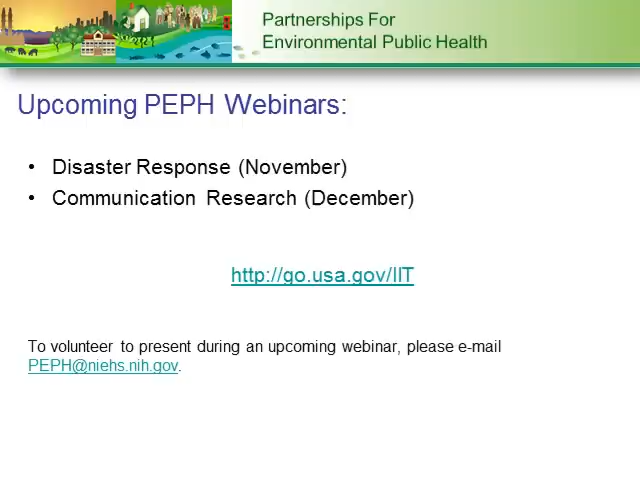 Partnerships For
Environmental Public Health
Upcoming PEPH Webinars:
• Disaster Response (November)
• Communication Research (December)
http://go.usa.gov/IIT
To volunteer to present during an upcoming webinar, please e-mail
PEPH@niehs.nih.gov.